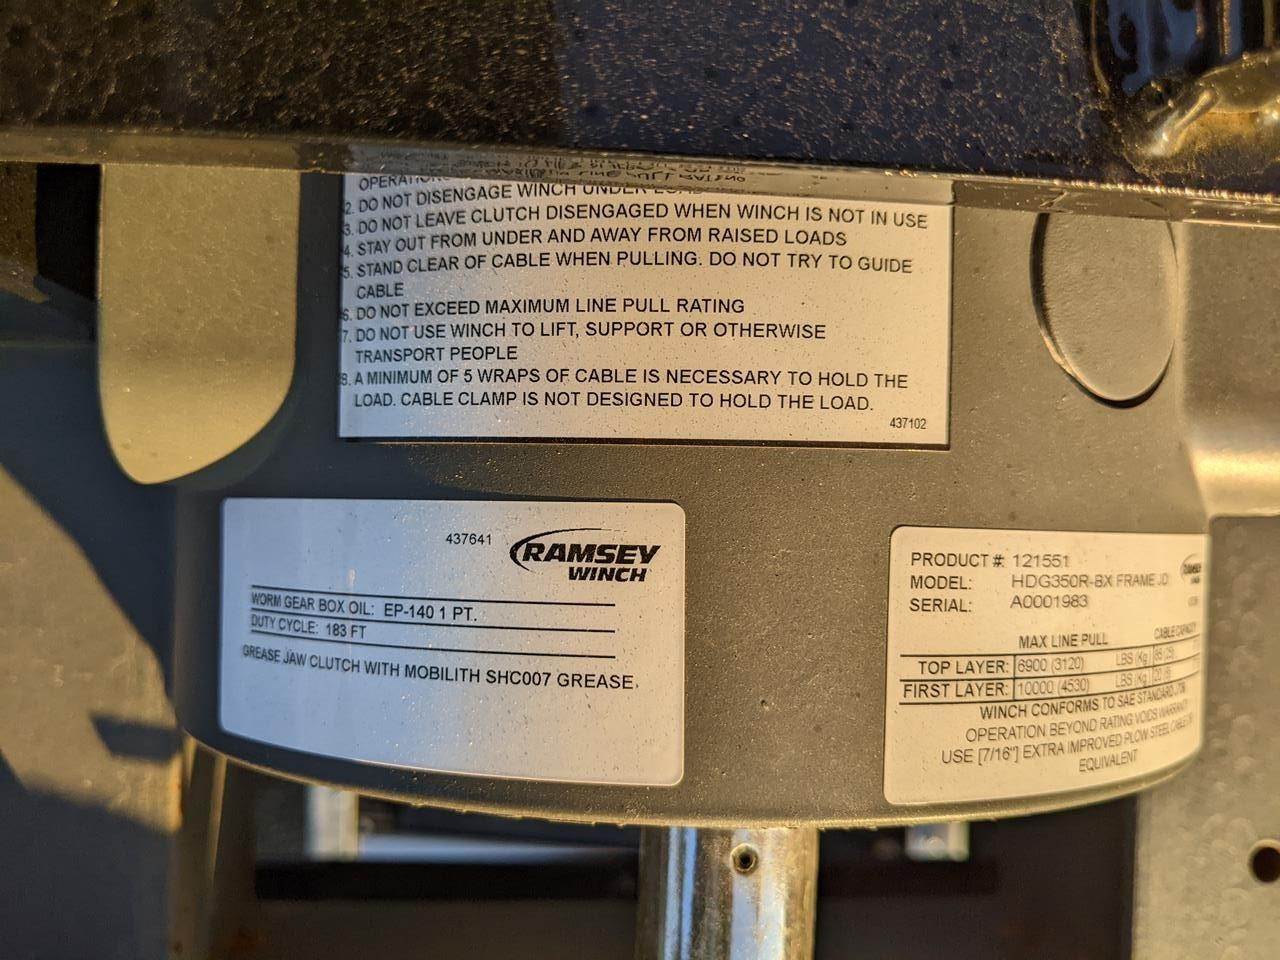 2. DO NOT DISENGAGE WINCH UNDER
3. DO NOT LEAVE CLUTCH DISENGAGED WHEN WINCH IS NOT IN USE
4. STAY OUT FROM UNDER AND AWAY FROM RAISED LOADS
5. STAND CLEAR OF CABLE WHEN PULLING. DO NOT TRY TO GUIDE
CABLE
6. DO NOT EXCEED MAXIMUM LINE PULL RATING
7. DO NOT USE WINCH TO LIFT, SUPPORT OR OTHERWISE
TRANSPORT PEOPLE
8. A MINIMUM OF 5 WRAPS OF CABLE IS NECESSARY TO HOLD THE
LOAD. CABLE CLAMP IS NOT DESIGNED TO HOLD THE LOAD.
437102
437641
RAMSEY
WINCH
WORM GEAR BOX OIL: EP-140 1 PT.
DUTY CYCLE: 183 FT
GREASE JAW CLUTCH WITH MOBILITH SHC007 GREASE.
PRODUCT #: 121551
MODEL: HDG350R-BX FRAME JD
SERIAL: A0001983
MAX LINE PULL CABLE CAPACITY
TOP LAYER: 6900 (3120) LBS (Kg)
FIRST LAYER: 10000 (4530) LBS (Kg)
WINCH CONFORMS TO SAE STANDARD
OPERATION BEYOND RATING VOIDS WARRANTY
USE [7/16"] EXTRA IMPROVED PLOW STEEL CABLE
EQUIVALENT